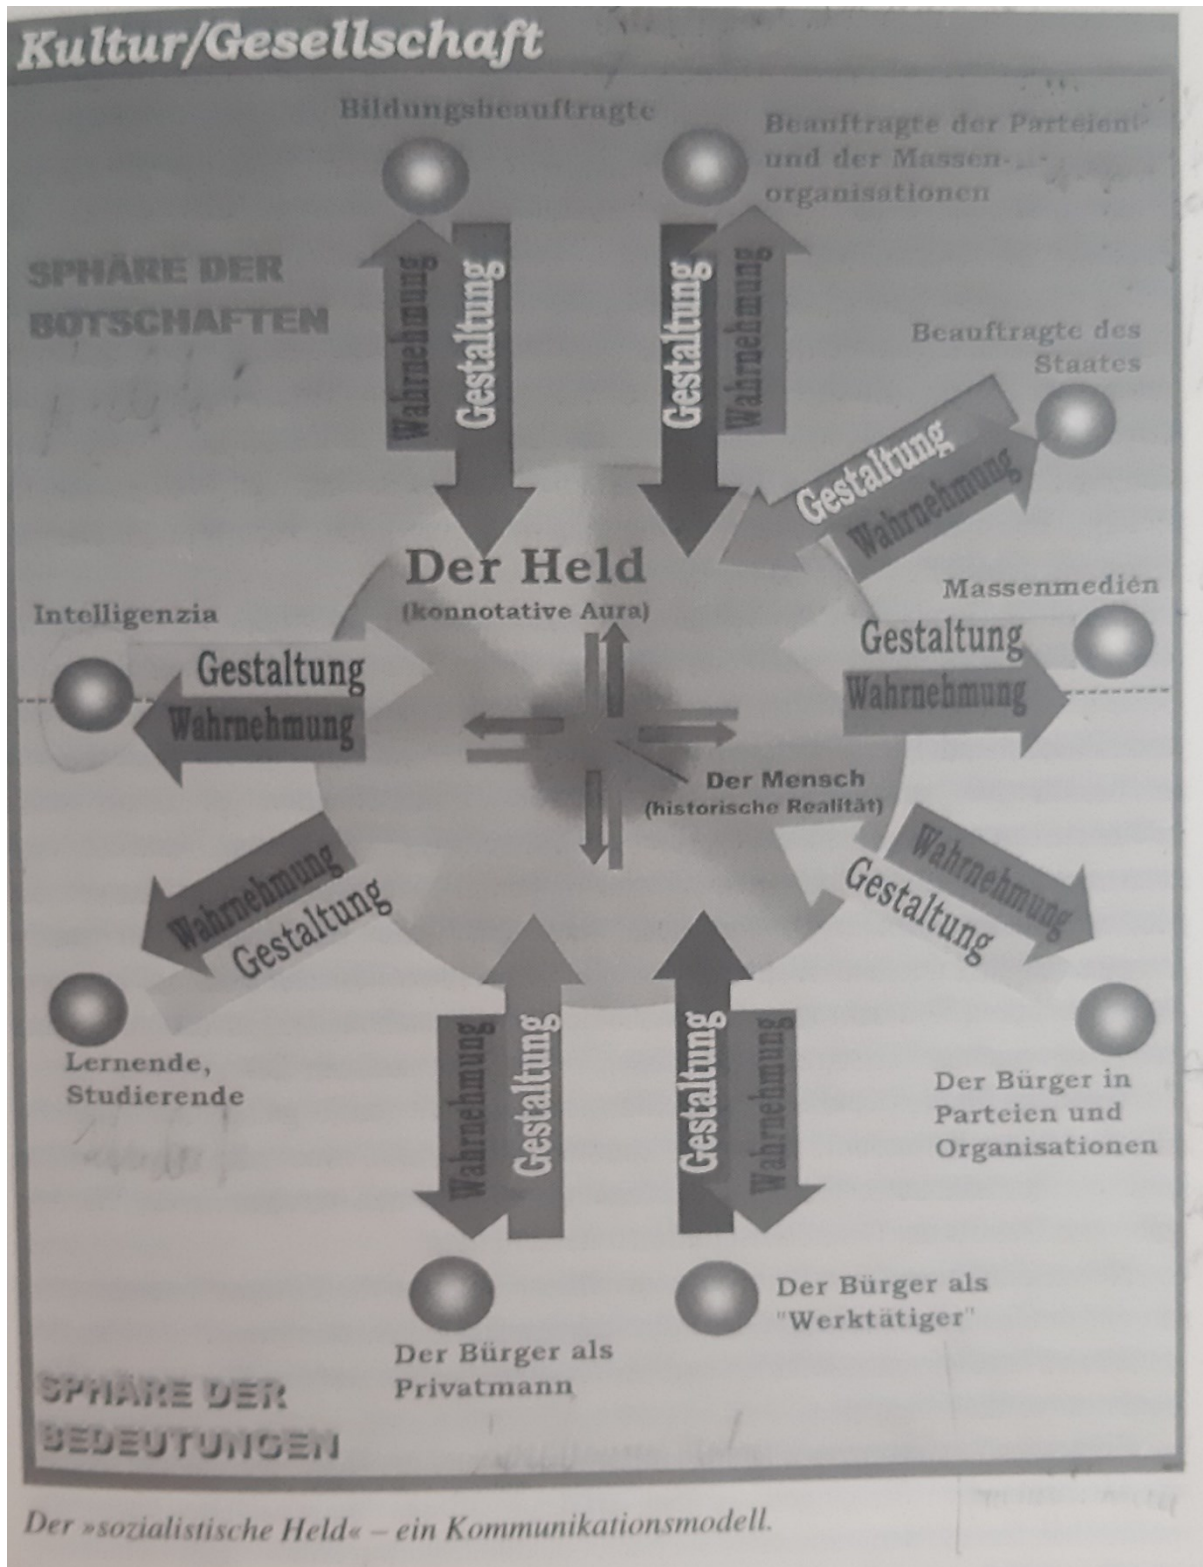 Kultur/Gesellschaft
Bildungsbeauftragte
Beauftragte der Parteien
und der Massen-
organisationen
SPHÄRE DER
BOTSCHAFTEN
Wahrnehmung
Gestaltung
Gestaltung
Wahrnehmung
Beauftragte des
Staates
Gestaltung
Wahrnehmung
Der Held
(konnotative Aura)
Intelligenzia
Gestaltung
Wahrnehmung
Massenmedien
Gestaltung
Wahrnehmung
Der Mensch
(historische Realität)
Wahrnehmung
Gestaltung
Wahrnehmung
Gestaltung
Lernende,
Studierende
Wahrnehmung
Gestaltung
Gestaltung
Wahrnehmung
Der Bürger in
Parteien und
Organisationen
Der Bürger als
"Werktätiger"
Der Bürger als
Privatmann
SPHÄRE DER
BEDEUTUNGEN
Der »sozialistische Held« – ein Kommunikationsmodell.